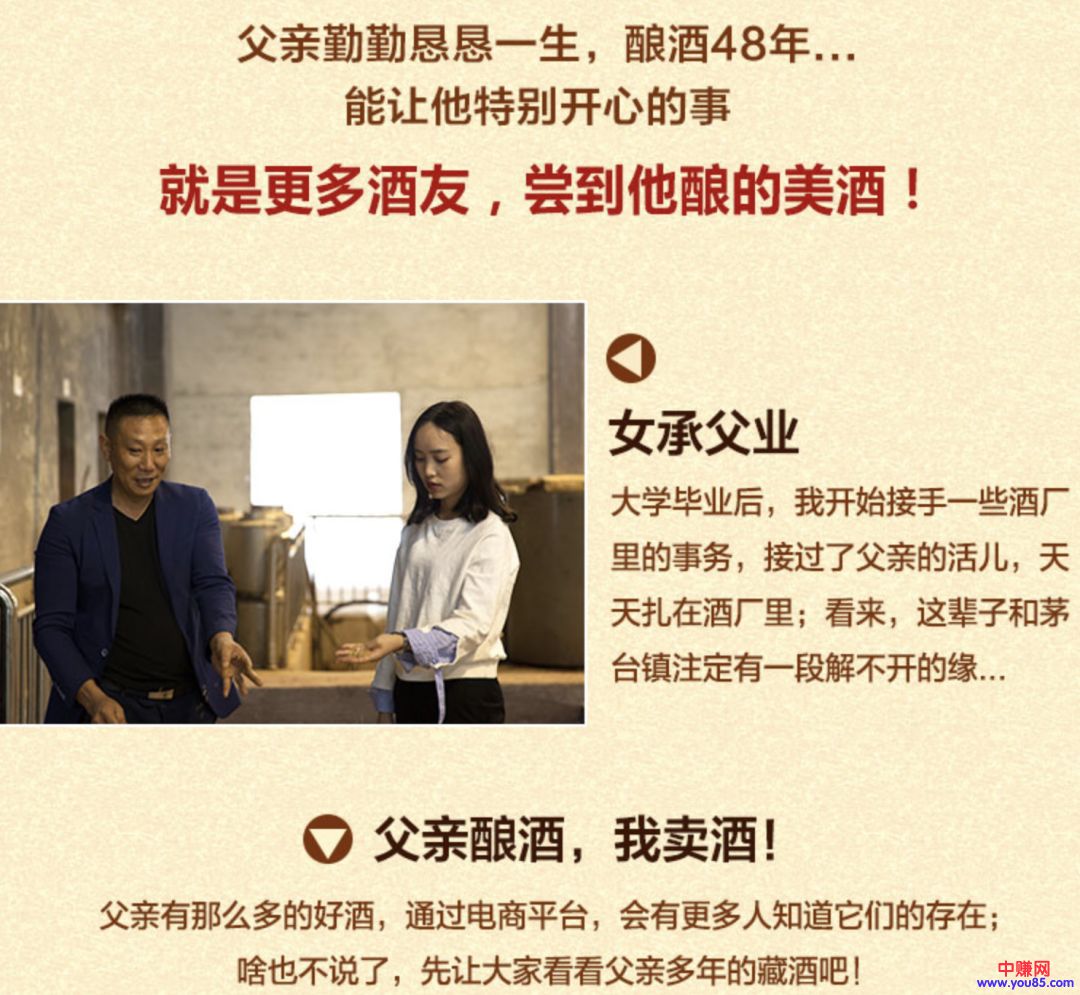 父亲勤勤恳恳一生，酿酒48年...
能让他特别开心的事
就是更多酒友，尝到他酿的美酒！
女承父业
大学毕业后，我开始接手一些酒厂
里的事务，接过了父亲的活儿，天
天扎在酒厂里；看来，这辈子和茅
台镇注定有一段解不开的缘...
父亲酿酒，我卖酒！
父亲有那么多的好酒，通过电商平台，会有更多人知道它们的存在；
啥也不说了，先让大家看看父亲多年的藏酒吧！
中赚网
www.you85.com